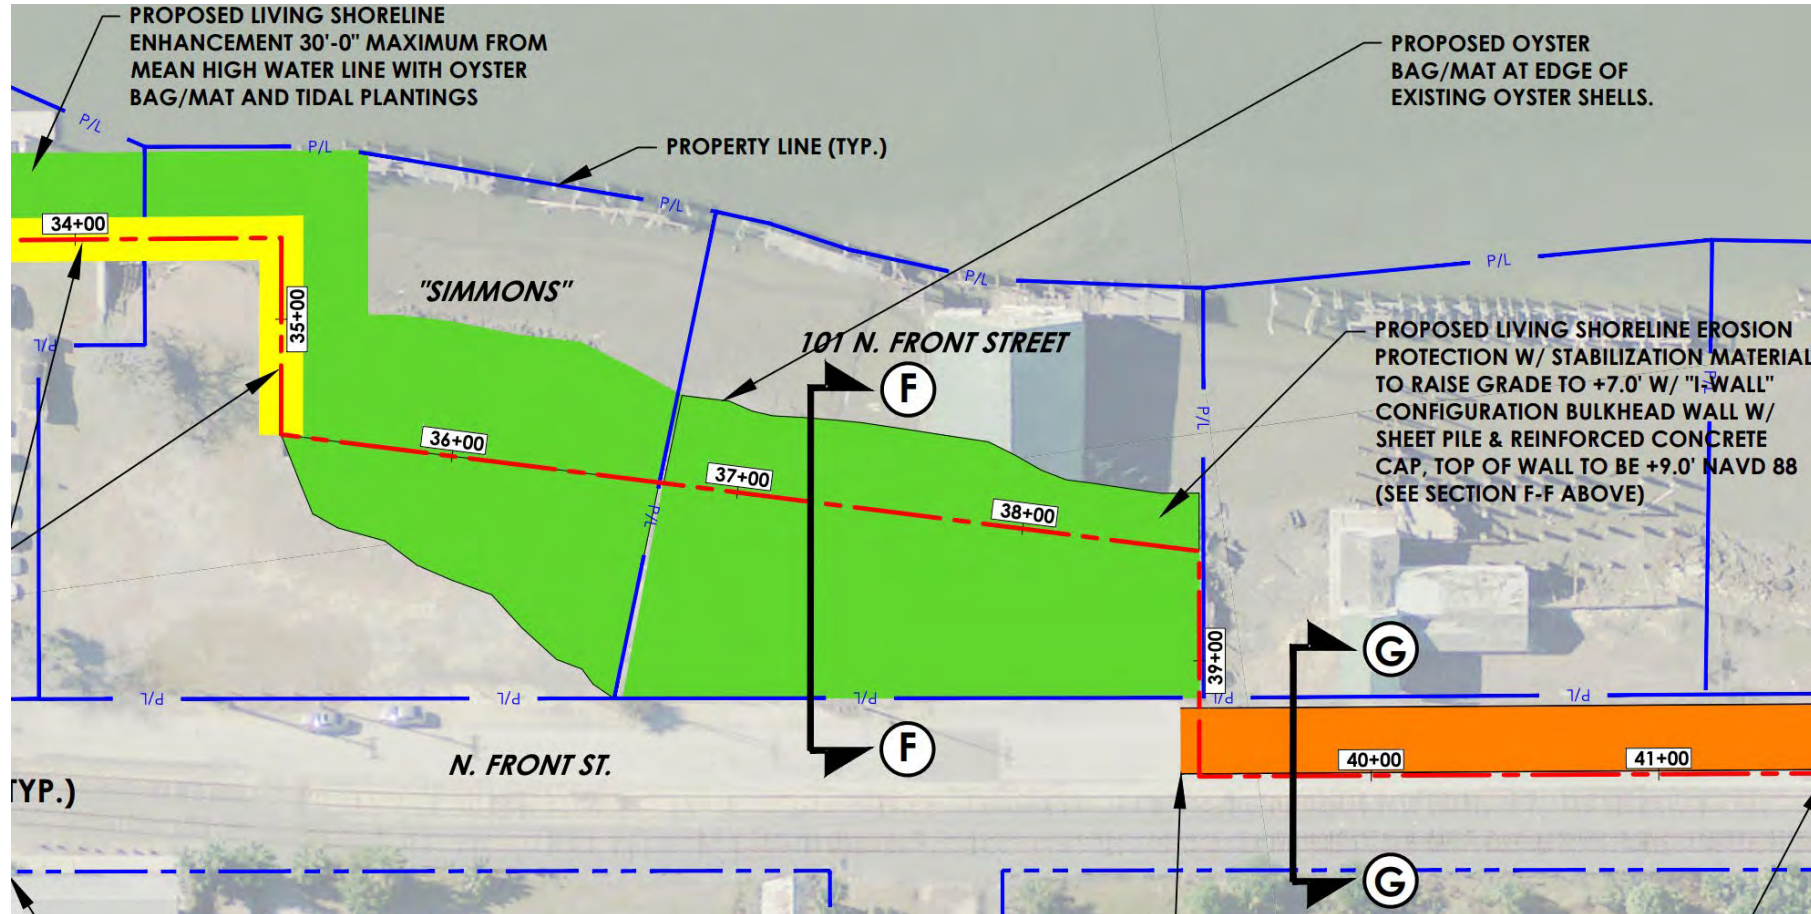 PROPOSED LIVING SHORELINE
ENHANCEMENT 30'-0" MAXIMUM FROM
MEAN HIGH WATER LINE WITH OYSTER
BAG/MAT AND TIDAL PLANTINGS
PROPOSED OYSTER
BAG/MAT AT EDGE OF
EXISTING OYSTER SHELLS.
P/L
P/L
PROPERTY LINE (TYP.)
P/L
34+00
P/L
P/L
"SIMMONS"
35+00
P/L
101 N. FRONT STREET
PROPOSED LIVING SHORELINE EROSION
PROTECTION W/ STABILIZATION MATERIAL
TO RAISE GRADE TO +7.0' W/ "I-WALL"
CONFIGURATION BULKHEAD WALL W/
SHEET PILE & REINFORCED CONCRETE
CAP, TOP OF WALL TO BE +9.0' NAVD 88
(SEE SECTION F-F ABOVE)
P/L
F
P/L
36+00
37+00
38+00
P/L
39+00
G
P/L
P/L
P/L
P/L
P/L
F
N. FRONT ST.
40+00
41+00
TYP.)
G